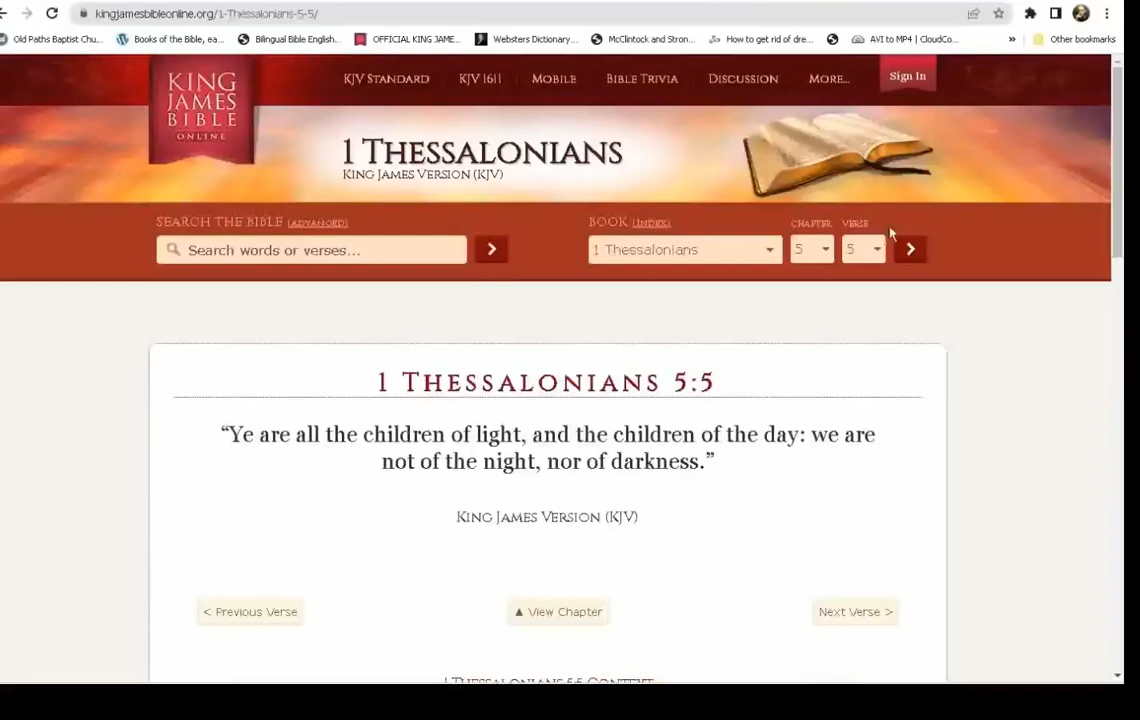 kingjamesbibleonline.org/1-Thessalonians-5-5/
Old Paths Baptist Chu... Books of the Bible, ea... Bilingual Bible English... OFFICIAL KING JAME... Websters Dictionary... McClintock and Stron... How to get rid of dre... AVI to MP4 | CloudCo... » Other bookmarks
KING JAMES BIBLE ONLINE
KJV STANDARD KJV 1611 MOBILE BIBLE TRIVIA DISCUSSION MORE... Sign In
1 THESSALONIANS
KING JAMES VERSION (KJV)
SEARCH THE BIBLE (ADVANCED) BOOK (INDEX) CHAPTER VERSE
Search words or verses... 1 Thessalonians 5 5
1 THESSALONIANS 5:5
“Ye are all the children of light, and the children of the day: we are
not of the night, nor of darkness.”
KING JAMES VERSION (KJV)
< Previous Verse ▲ View Chapter Next Verse >
1 THESSALONIANS 5:5 CONTEXT